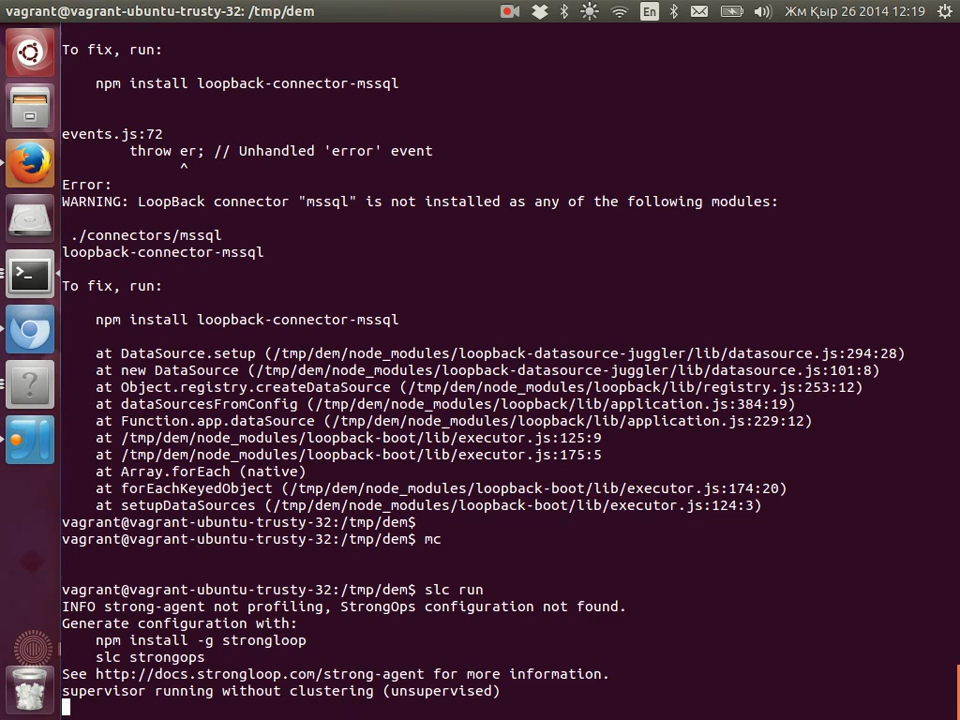 vagrant@vagrant-ubuntu-trusty-32: /tmp/dem
En
Жм Қыр 26 2014 12:19
To fix, run:
npm install loopback-connector-mssql
events.js:72
throw er; // Unhandled 'error' event
^
Error:
WARNING: LoopBack connector "mssql" is not installed as any of the following modules:
./connectors/mssql
loopback-connector-mssql
To fix, run:
npm install loopback-connector-mssql
at DataSource.setup (/tmp/dem/node_modules/loopback-datasource-juggler/lib/datasource.js:294:28)
at new DataSource (/tmp/dem/node_modules/loopback-datasource-juggler/lib/datasource.js:101:8)
at Object.registry.createDataSource (/tmp/dem/node_modules/loopback/lib/registry.js:253:12)
at dataSourcesFromConfig (/tmp/dem/node_modules/loopback/lib/application.js:384:19)
at Function.app.dataSource (/tmp/dem/node_modules/loopback/lib/application.js:229:12)
at /tmp/dem/node_modules/loopback-boot/lib/executor.js:125:9
at /tmp/dem/node_modules/loopback-boot/lib/executor.js:175:5
at Array.forEach (native)
at forEachKeyedObject (/tmp/dem/node_modules/loopback-boot/lib/executor.js:174:20)
at setupDataSources (/tmp/dem/node_modules/loopback-boot/lib/executor.js:124:3)
vagrant@vagrant-ubuntu-trusty-32:/tmp/dem$
vagrant@vagrant-ubuntu-trusty-32:/tmp/dem$ mc
vagrant@vagrant-ubuntu-trusty-32:/tmp/dem$ slc run
INFO strong-agent not profiling, StrongOps configuration not found.
Generate configuration with:
npm install -g strongloop
slc strongops
See http://docs.strongloop.com/strong-agent for more information.
supervisor running without clustering (unsupervised)